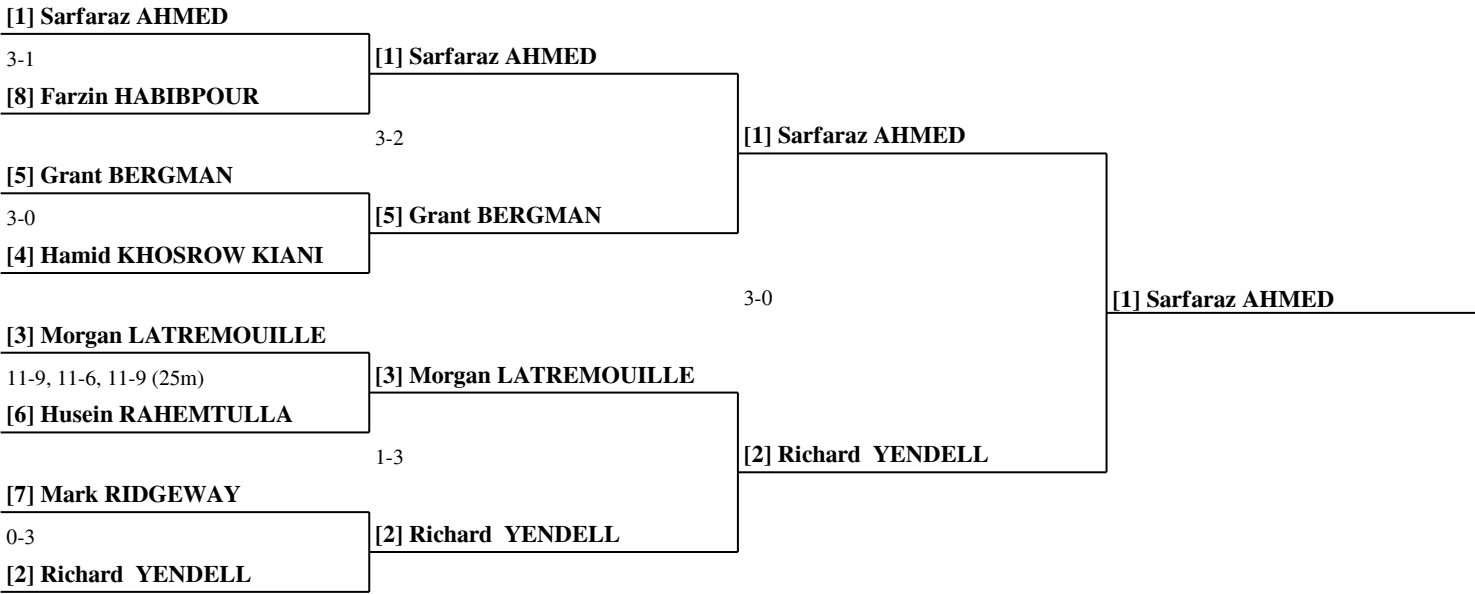 [1] Sarfaraz AHMED
3-1
[1] Sarfaraz AHMED
[8] Farzin HABIBPOUR
3-2
[1] Sarfaraz AHMED
[5] Grant BERGMAN
3-0
[5] Grant BERGMAN
[4] Hamid KHOSROW KIANI
3-0
[1] Sarfaraz AHMED
[3] Morgan LATREMOUILLE
11-9, 11-6, 11-9 (25m)
[3] Morgan LATREMOUILLE
[6] Husein RAHEMTULLA
1-3
[2] Richard  YENDELL
[7] Mark RIDGEWAY
0-3
[2] Richard  YENDELL
[2] Richard  YENDELL